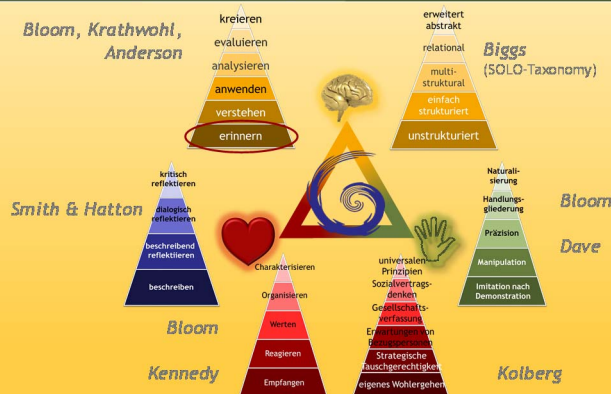 Bloom, Krathwohl,
Anderson
kreieren
evaluieren
analysieren
anwenden
verstehen
erinnern
erweitert
abstrakt
relational
multi-
struktural
einfach
strukturiert
unstrukturiert
Biggs
(SOLO-Taxonomy)
Smith & Hatton
kritisch
reflektieren
dialogisch
reflektieren
beschreibend
reflektieren
beschreiben
Naturali-
sierung
Handlungs-
gliederung
Präzision
Manipulation
Imitation nach
Demonstration
Bloom
Dave
Bloom
Kennedy
Charakterisieren
Organisieren
Werten
Reagieren
Empfangen
universalen
Prinzipien
Sozialvertrags-
denken
Gesellschafts-
verfassung
Erwartungen von
Bezugspersonen
Strategische
Tauschgerechtigkeit
eigenes Wohlergehen
Kolberg